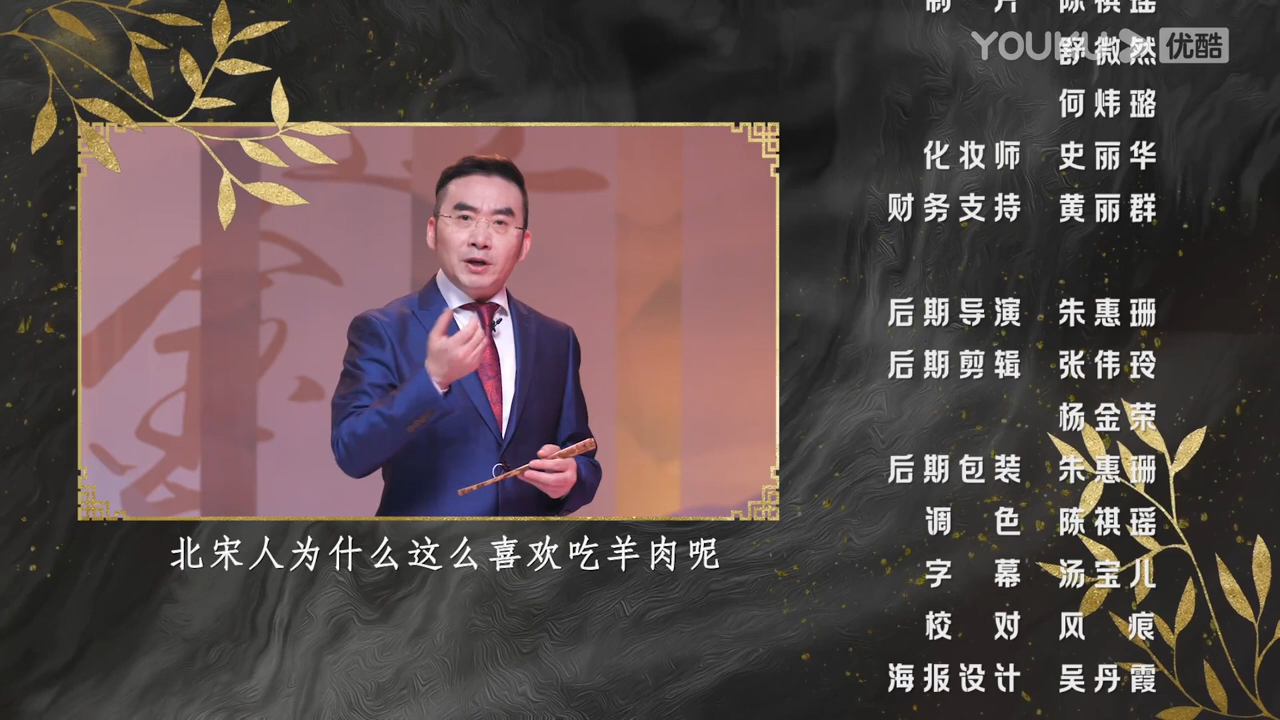 制 片 陈祺瑶
YOUKU 优酷
舒微然
何炜璐
化妆师 史丽华
财务支持 黄丽群
后期导演 朱惠珊
后期剪辑 张伟玲
杨金荣
后期包装 朱惠珊
调 色 陈祺瑶
字 幕 汤宝儿
校 对 风 痕
海报设计 吴丹霞
北宋人为什么这么喜欢吃羊肉呢